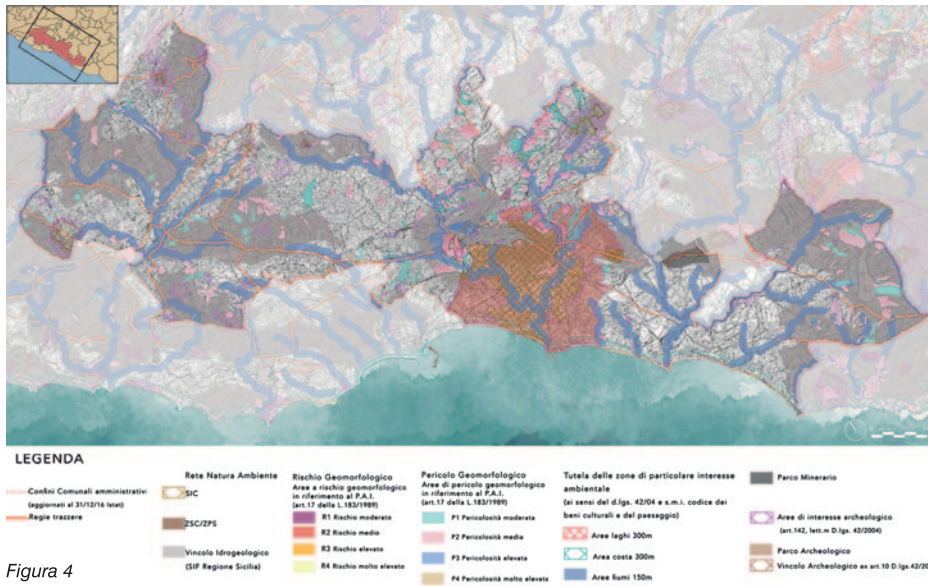 LEGENDA
Confini Comunali amministrativi
(aggiornati al 31/12/16 Istat)
Regie trazzere
Rete Natura Ambiente
SIC
ZSC/ZPS
Vincolo Idrogeologico
(SIF Regione Sicilia)
Rischio Geomorfologico
Aree a rischio geomorfologico
in riferimento al P.A.I.
(art.17 della L.183/1989)
R1 Rischio moderato
R2 Rischio medio
R3 Rischio elevato
R4 Rischio molto elevato
Pericolo Geomorfologico
Aree di pericolo geomorfologico
in riferimento al P.A.I.
(art.17 della L.183/1989)
P1 Pericolosità moderata
P2 Pericolosità media
P3 Pericolosità elevata
P4 Pericolosità molto elevata
Tutela delle zone di particolare interesse
ambientale
(ai sensi del d.lgs. 42/04 e s.m.i. codice dei
beni culturali e del paesaggio)
Aree laghi 300m
Area costa 300m
Aree fiumi 150m
Parco Minerario
Aree di interesse archeologico
(art.142, lett.m D.lgs. 42/2004)
Parco Archeologico
Vincolo Archeologico ex art.10 D.lgs.42/20
Figura 4